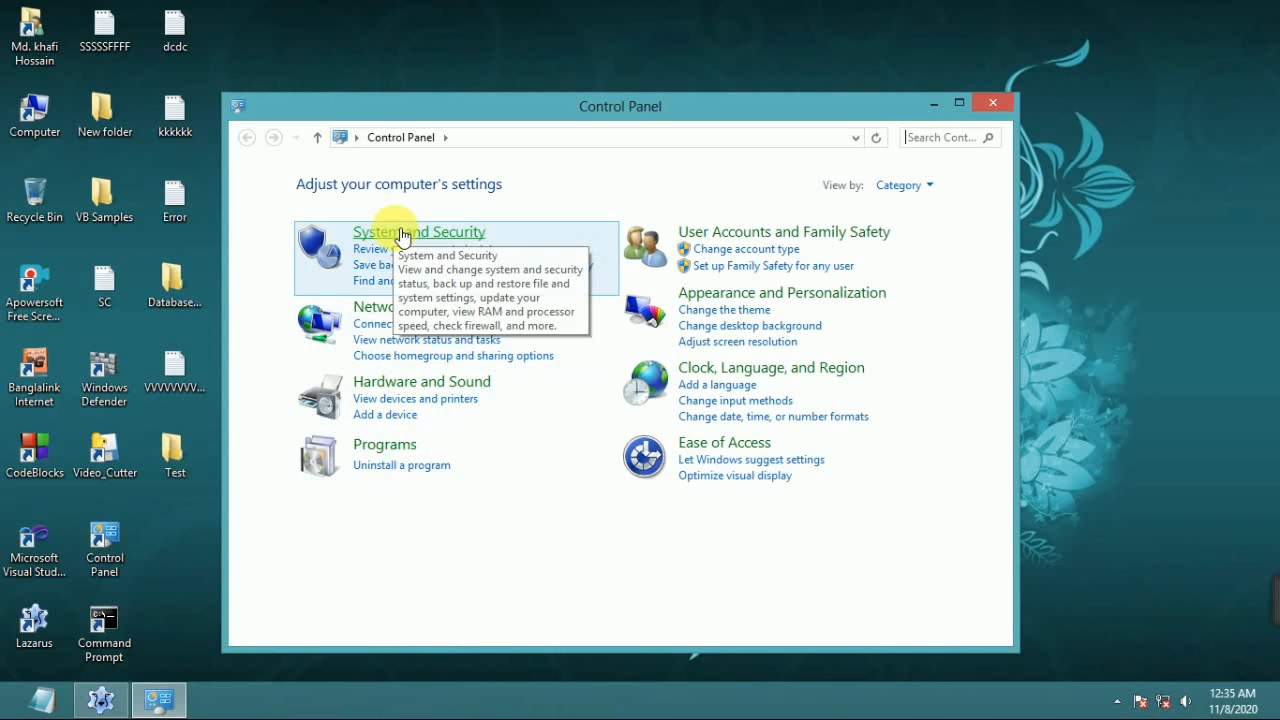 Md. khafi
Hossain
SSSSSFFFF
dcdc
Computer
New folder
kkkkkk
Recycle Bin
VB Samples
Error
Apowersoft
Free Scre...
SC
Database...
Banglalink
Internet
Windows
Defender
VVVVVVVV...
CodeBlocks
Video_Cutter
Test
Microsoft
Visual Stud...
Control
Panel
Lazarus
Command
Prompt
Control Panel
Control Panel
Search Cont...
Adjust your computer's settings
View by: Category
System and Security
Review
Save
Find and
System and Security
View and change system and security
status, back up and restore file and
system settings, update your
computer, view RAM and processor
speed, check firewall, and more.
View network status and tasks
Choose homegroup and sharing options
Hardware and Sound
View devices and printers
Add a device
Programs
Uninstall a program
User Accounts and Family Safety
Change account type
Set up Family Safety for any user
Appearance and Personalization
Change the theme
Change desktop background
Adjust screen resolution
Clock, Language, and Region
Add a language
Change input methods
Change date, time, or number formats
Ease of Access
Let Windows suggest settings
Optimize visual display
12:35 AM
11/8/2020